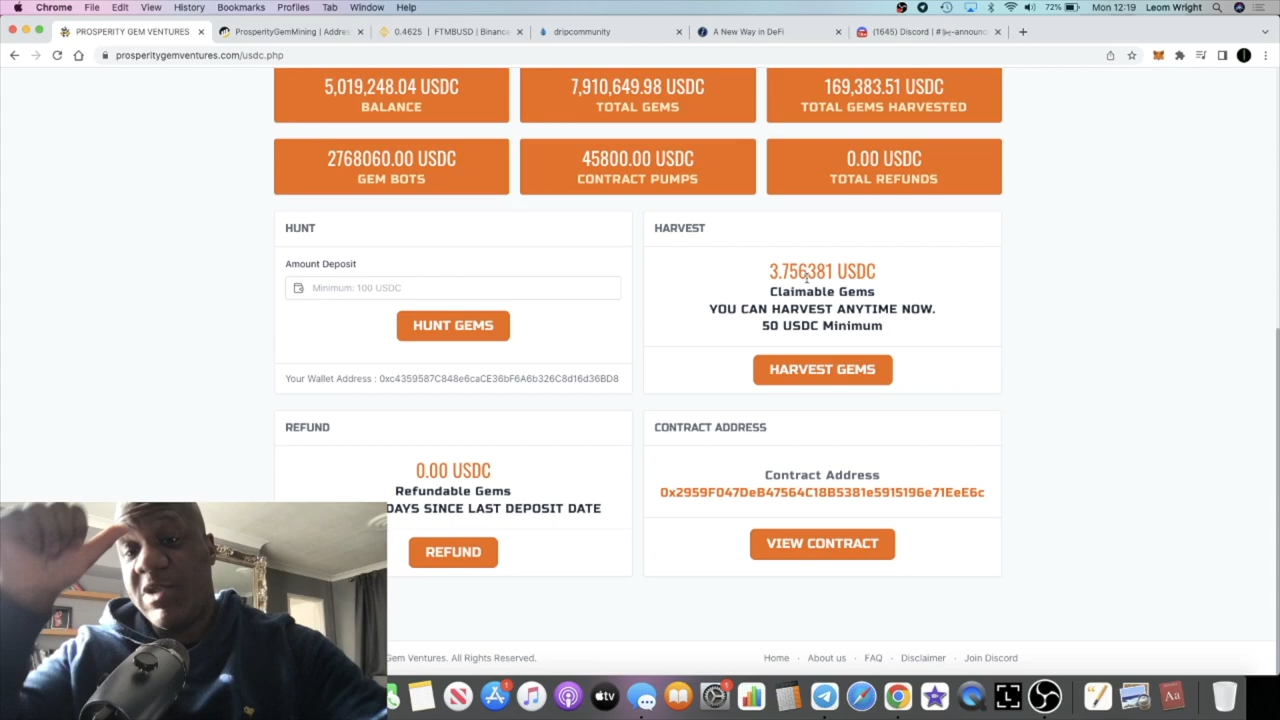 Chrome File Edit View History Bookmarks Profiles Tab Window Help 72% Mon 12:19 Leom Wright
PROSPERITY GEM VENTURES × ProsperityGemMining | Addres × 0.4625 | FTMBUSD | Binance × dripcommunity × A New Way in DeFi × (1645) Discord | #announc ×
prosperitygemventures.com/usdc.php
5,019,248.04 USDC 7,910,649.98 USDC 169,383.51 USDC
BALANCE TOTAL GEMS TOTAL GEMS HARVESTED
2768060.00 USDC 45800.00 USDC 0.00 USDC
GEM BOTS CONTRACT PUMPS TOTAL REFUNDS
HUNT
Amount Deposit
Minimum: 100 USDC
HUNT GEMS
Your Wallet Address : 0xc4359587C848e6caCE36bF6A6b326C8d16d36BD8
HARVEST
3.756381 USDC
Claimable Gems
YOU CAN HARVEST ANYTIME NOW.
50 USDC Minimum
HARVEST GEMS
REFUND
0.00 USDC
Refundable Gems
DAYS SINCE LAST DEPOSIT DATE
REFUND
CONTRACT ADDRESS
Contract Address
0x2959F047DeB47564C18B5381e5915196e71EeE6c
VIEW CONTRACT
Gem Ventures. All Rights Reserved. Home · About us · FAQ · Disclaimer · Join Discord
tv
Aa